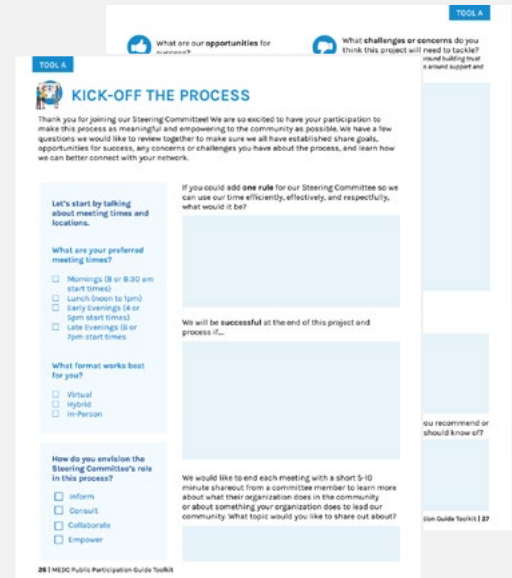 TOOL A
What are our opportunities for
success?
What challenges or concerns do you
think this project will need to tackle?
around building trust
s around support and
TOOL A
KICK-OFF THE PROCESS
Thank you for joining our Steering Committee! We are so excited to have your participation to
make this process as meaningful and empowering to the community as possible. We have a few
questions we would like to review together to make sure we all have established share goals,
opportunities for success, any concerns or challenges you have about the process, and learn how
we can better connect with your network.
Let's start by talking
about meeting times and
locations.
What are your preferred
meeting times?
Mornings (8 or 8:30 am
start times)
Lunch (noon to 1pm)
Early Evenings (4 or
5pm start times)
Late Evenings (6 or
7pm start times
What format works best
for you?
Virtual
Hybrid
In-Person
How do you envision the
Steering Committee's role
in this process?
Inform
Consult
Collaborate
Empower
If you could add one rule for our Steering Committee so we
can use our time efficiently, effectively, and respectfully,
what would it be?
We will be successful at the end of this project and
process if...
We would like to end each meeting with a short 5-10
minute shareout from a committee member to learn more
about what their organization does in the community
or about something your organization does to lead our
community. What topic would you like to share out about?
26 | MEDC Public Participation Guide Toolkit
ou recommend or
should know of?
tion Guide Toolkit | 27